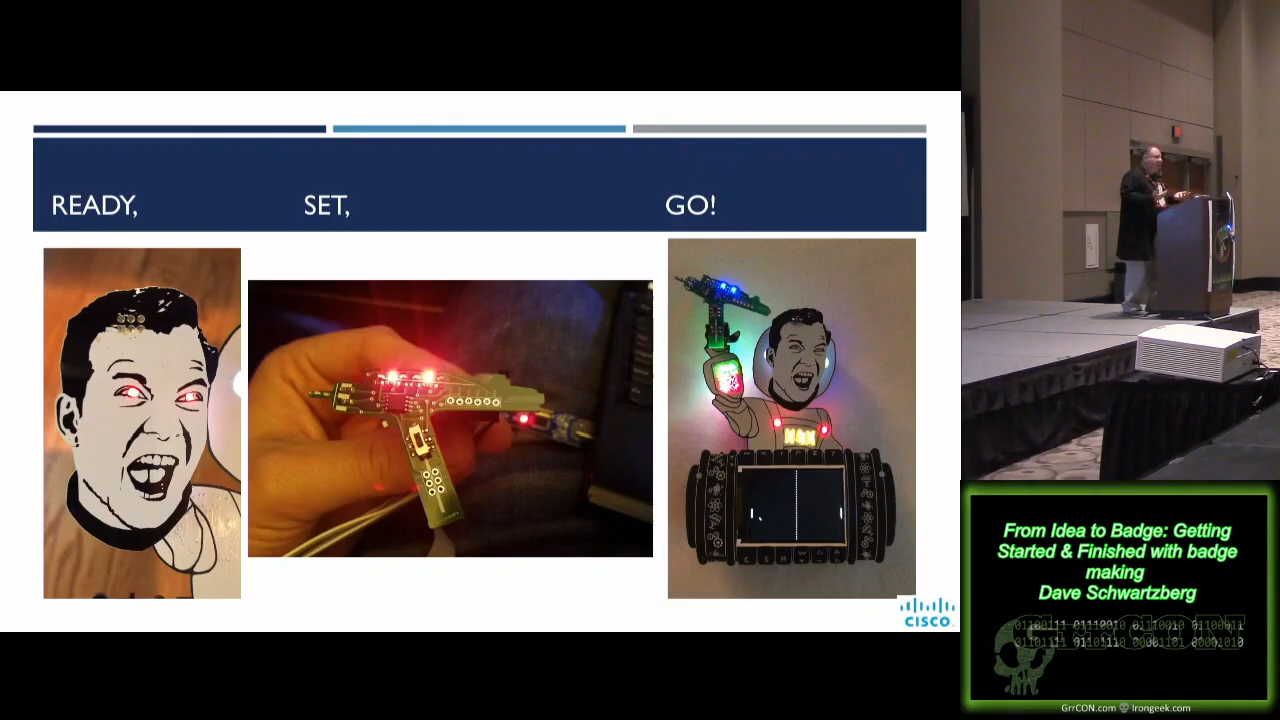 READY,
SET,
GO!
CISCO
From Idea to Badge: Getting
Started & Finished with badge
making
Dave Schwartzberg
GrrCON
GrrCON.com Irongeek.com